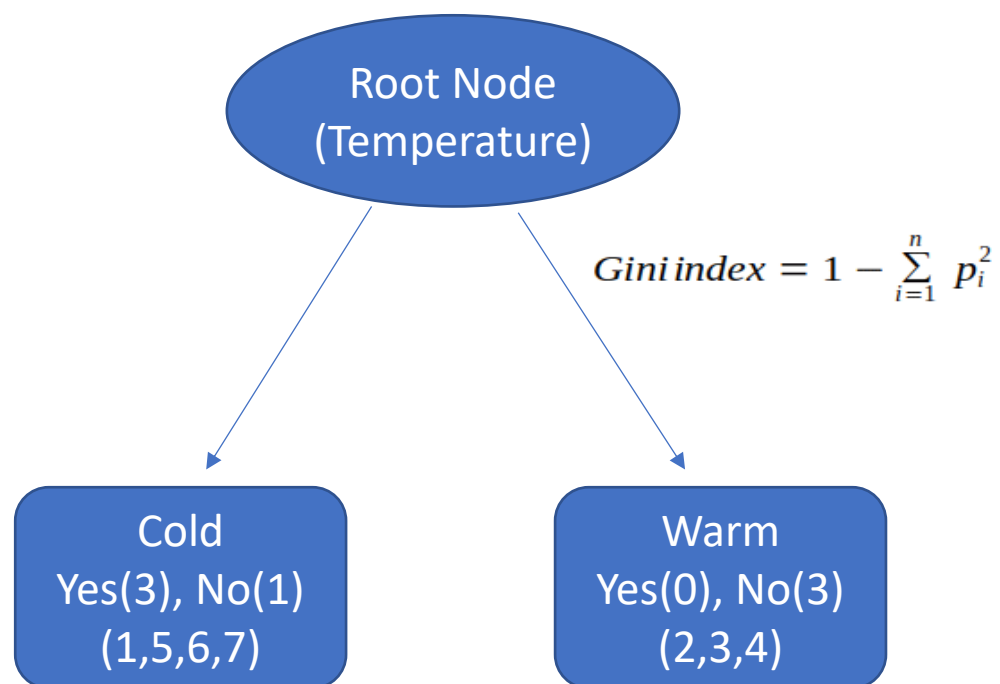 Root Node
(Temperature)
Gini index = 1 − ∑_{i=1}^{n} p_i^2
Cold
Yes(3), No(1)
(1,5,6,7)
Warm
Yes(0), No(3)
(2,3,4)